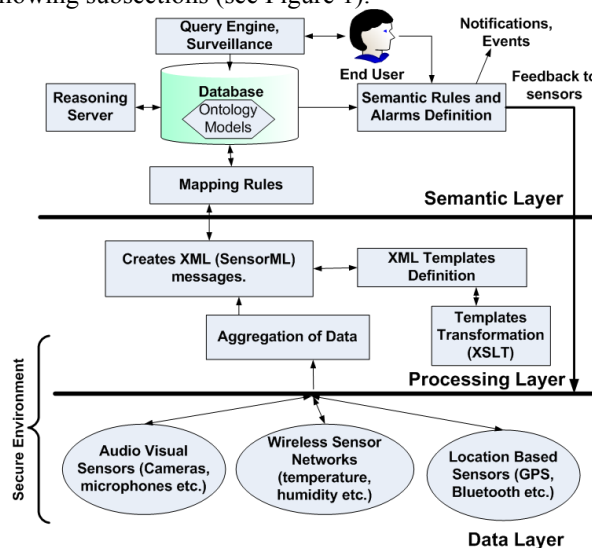 lowing subsections (see Figure 1).
Query Engine,
Surveillance
End User
Notifications,
Events
Feedback to
sensors
Reasoning
Server
Database
Ontology
Models
Semantic Rules and
Alarms Definition
Mapping Rules
Semantic Layer
Creates XML (SensorML)
messages.
XML Templates
Definition
Templates
Transformation
(XSLT)
Aggregation of Data
Processing Layer
Secure Environment
Audio Visual
Sensors (Cameras,
microphones etc.)
Wireless Sensor
Networks
(temperature,
humidity etc.)
Location Based
Sensors (GPS,
Bluetooth etc.)
Data Layer